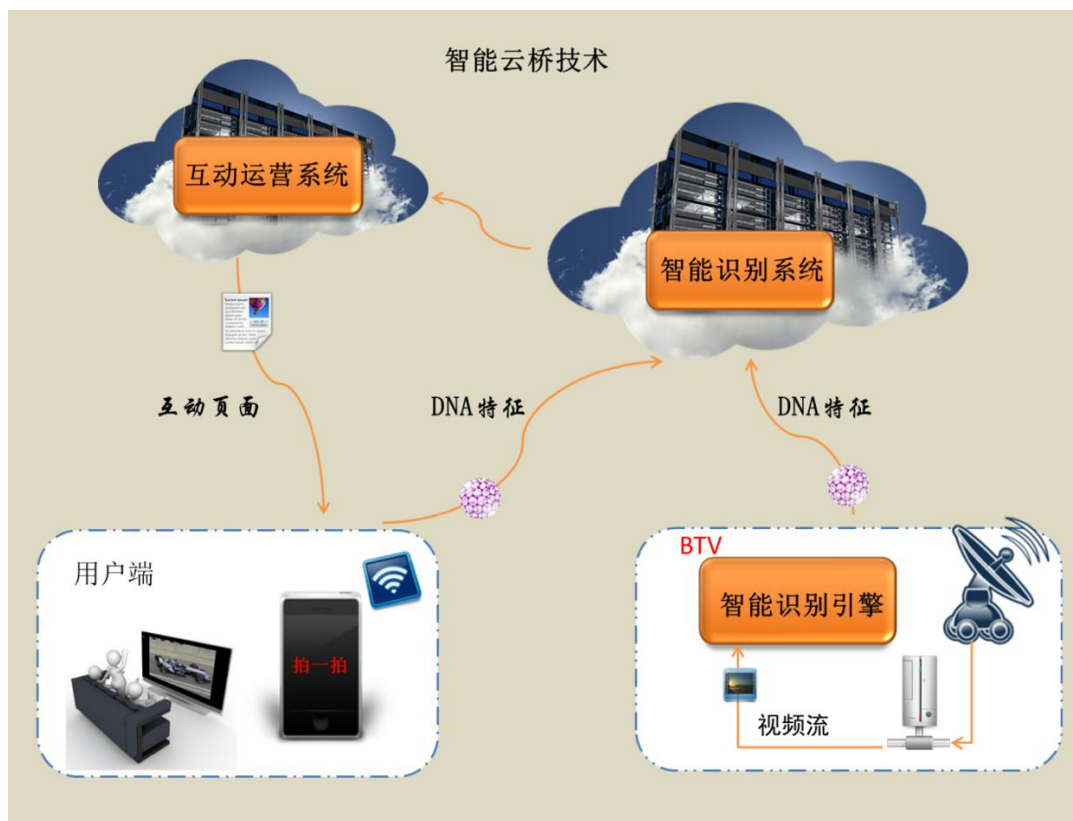 智能云桥技术
互动运营系统
智能识别系统
互动页面
DNA特征
DNA特征
用户端
拍一拍
BTV
智能识别引擎
视频流